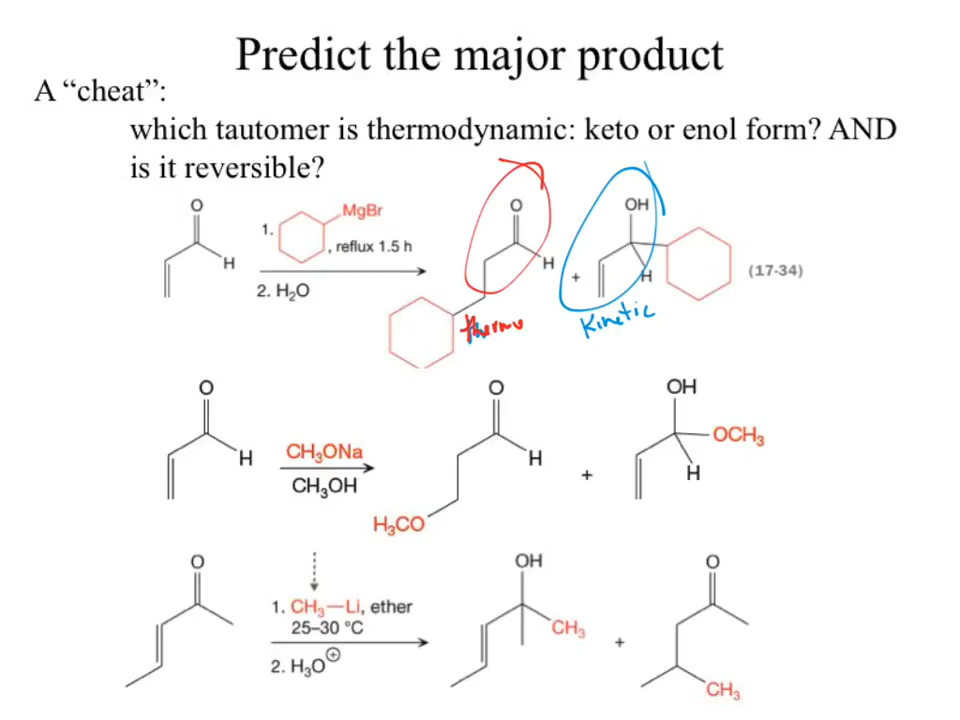 Predict the major product
A “cheat”:
which tautomer is thermodynamic: keto or enol form? AND
is it reversible?
O
H
1.
MgBr
, reflux 1.5 h
2. H₂O
O
H
thermo
+
OH
H
Kinetic
(17-34)
O
H
CH₃ONa
CH₃OH
O
H
H₃CO
+
OH
OCH₃
H
O
1. CH₃—Li, ether
25–30 °C
2. H₃O⊕
OH
CH₃
+
O
CH₃